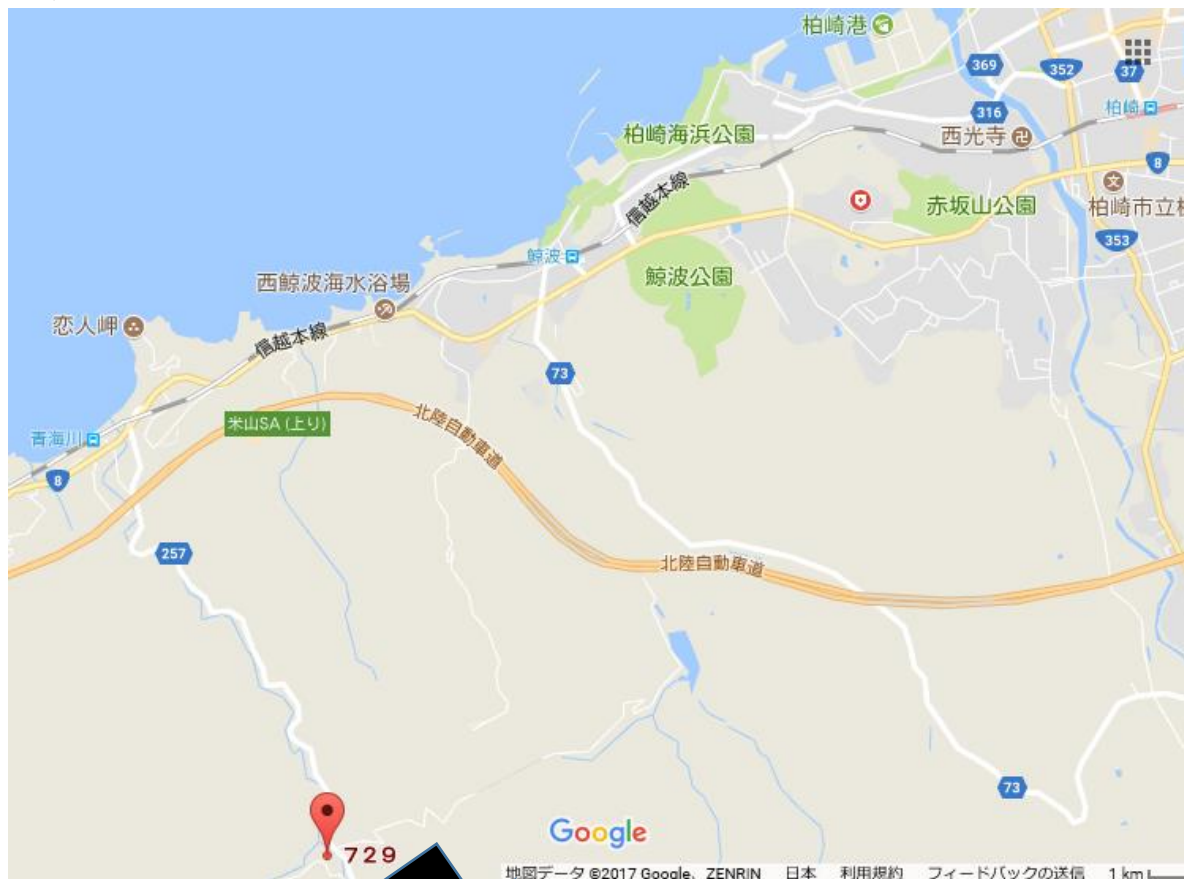 柏崎港
369
352
37
316
柏崎
柏崎海浜公園
西光寺
8
信越本線
赤坂山公園
柏崎市立
353
鯨波
鯨波公園
西鯨波海水浴場
恋人岬
信越本線
73
米山SA (上り)
北陸自動車道
青海川
8
257
北陸自動車道
73
Google
729
地図データ ©2017 Google、ZENRIN 日本 利用規約 フィードバックの送信 1 km